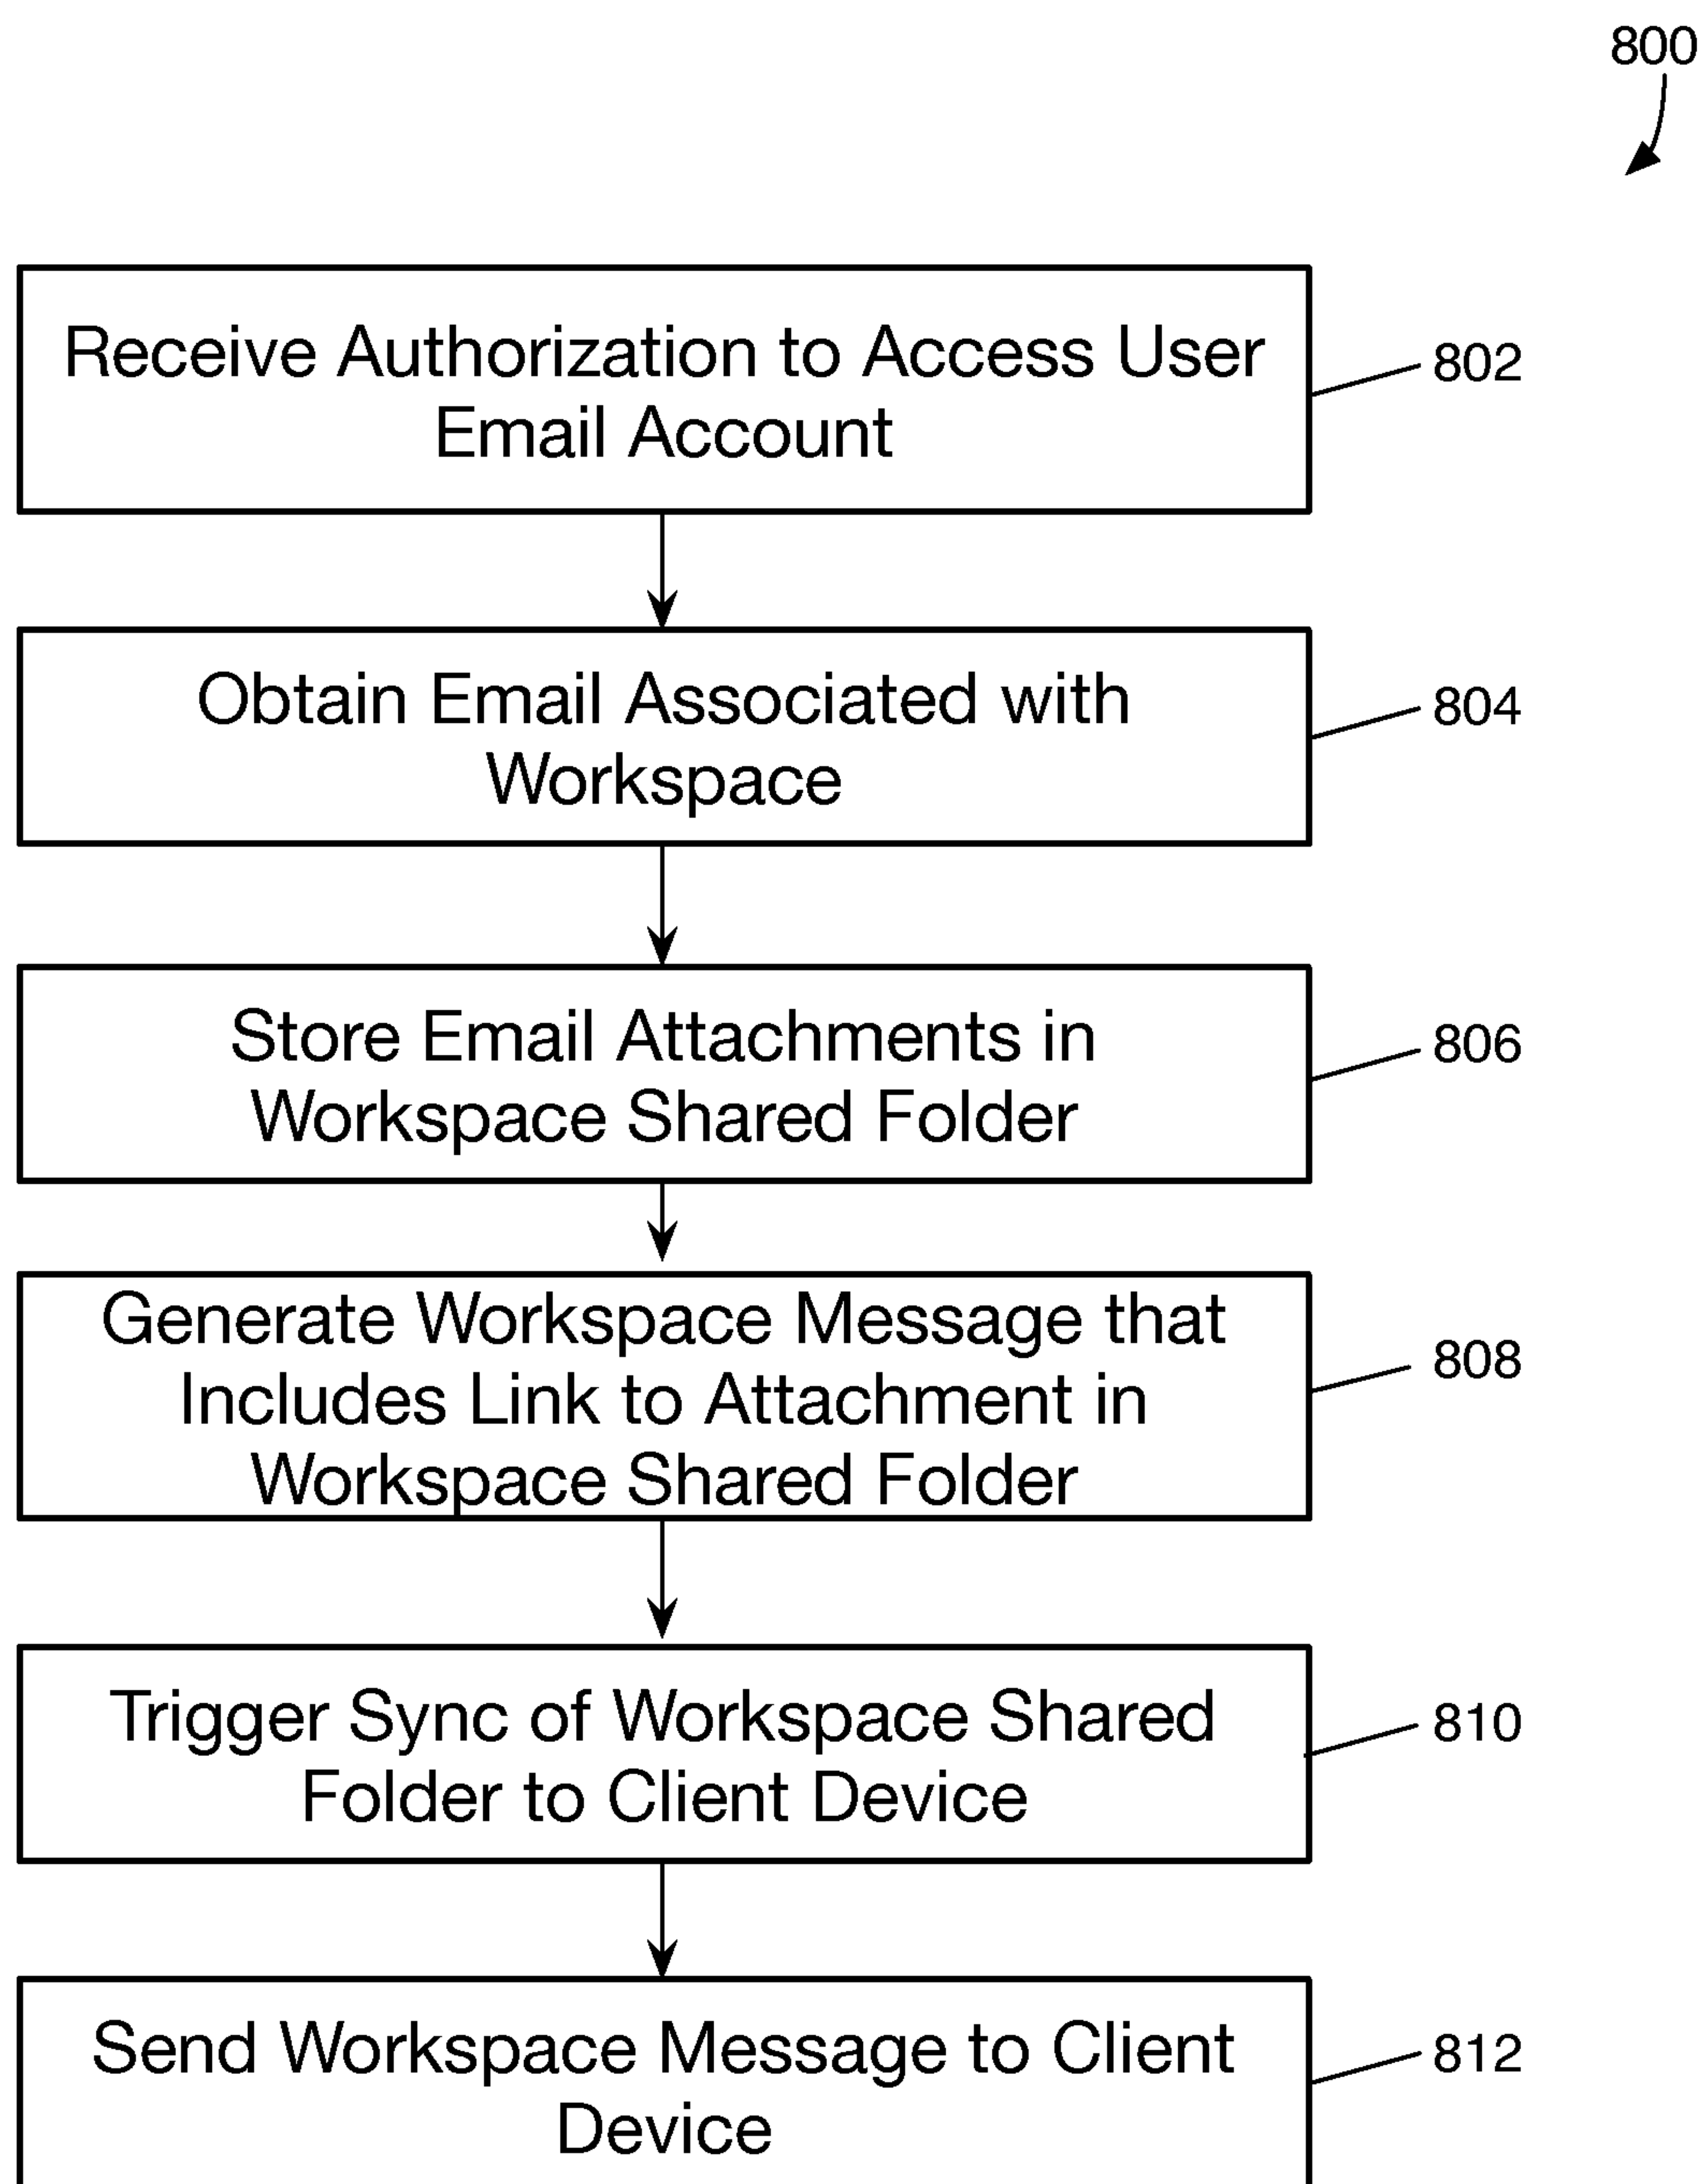 800
Receive Authorization to Access User
Email Account
802
Obtain Email Associated with
Workspace
804
Store Email Attachments in
Workspace Shared Folder
806
Generate Workspace Message that
Includes Link to Attachment in
Workspace Shared Folder
808
Trigger Sync of Workspace Shared
Folder to Client Device
810
Send Workspace Message to Client
Device
812